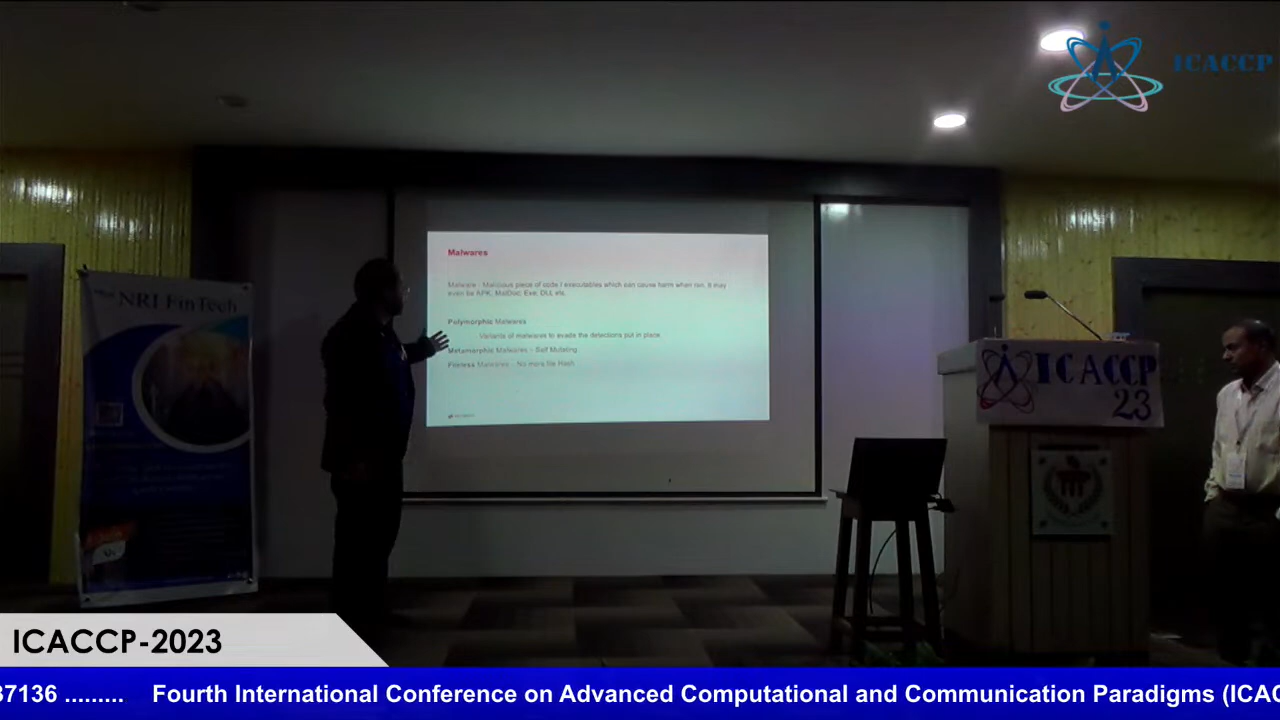 ICACCP
NRI FinTech
Malwares
Malware - Malicious piece of code / executables which can cause harm when run. It may
even be APK, MalDoc, Exe, DLL etc.
Polymorphic Malwares
Variants of malwares to evade the detections put in place.
Metamorphic Malwares - Self Mutating
Fileless Malwares - No more file Hash
ICACCP
23
ICACCP-2023
37136 ......... Fourth International Conference on Advanced Computational and Communication Paradigms (ICAC